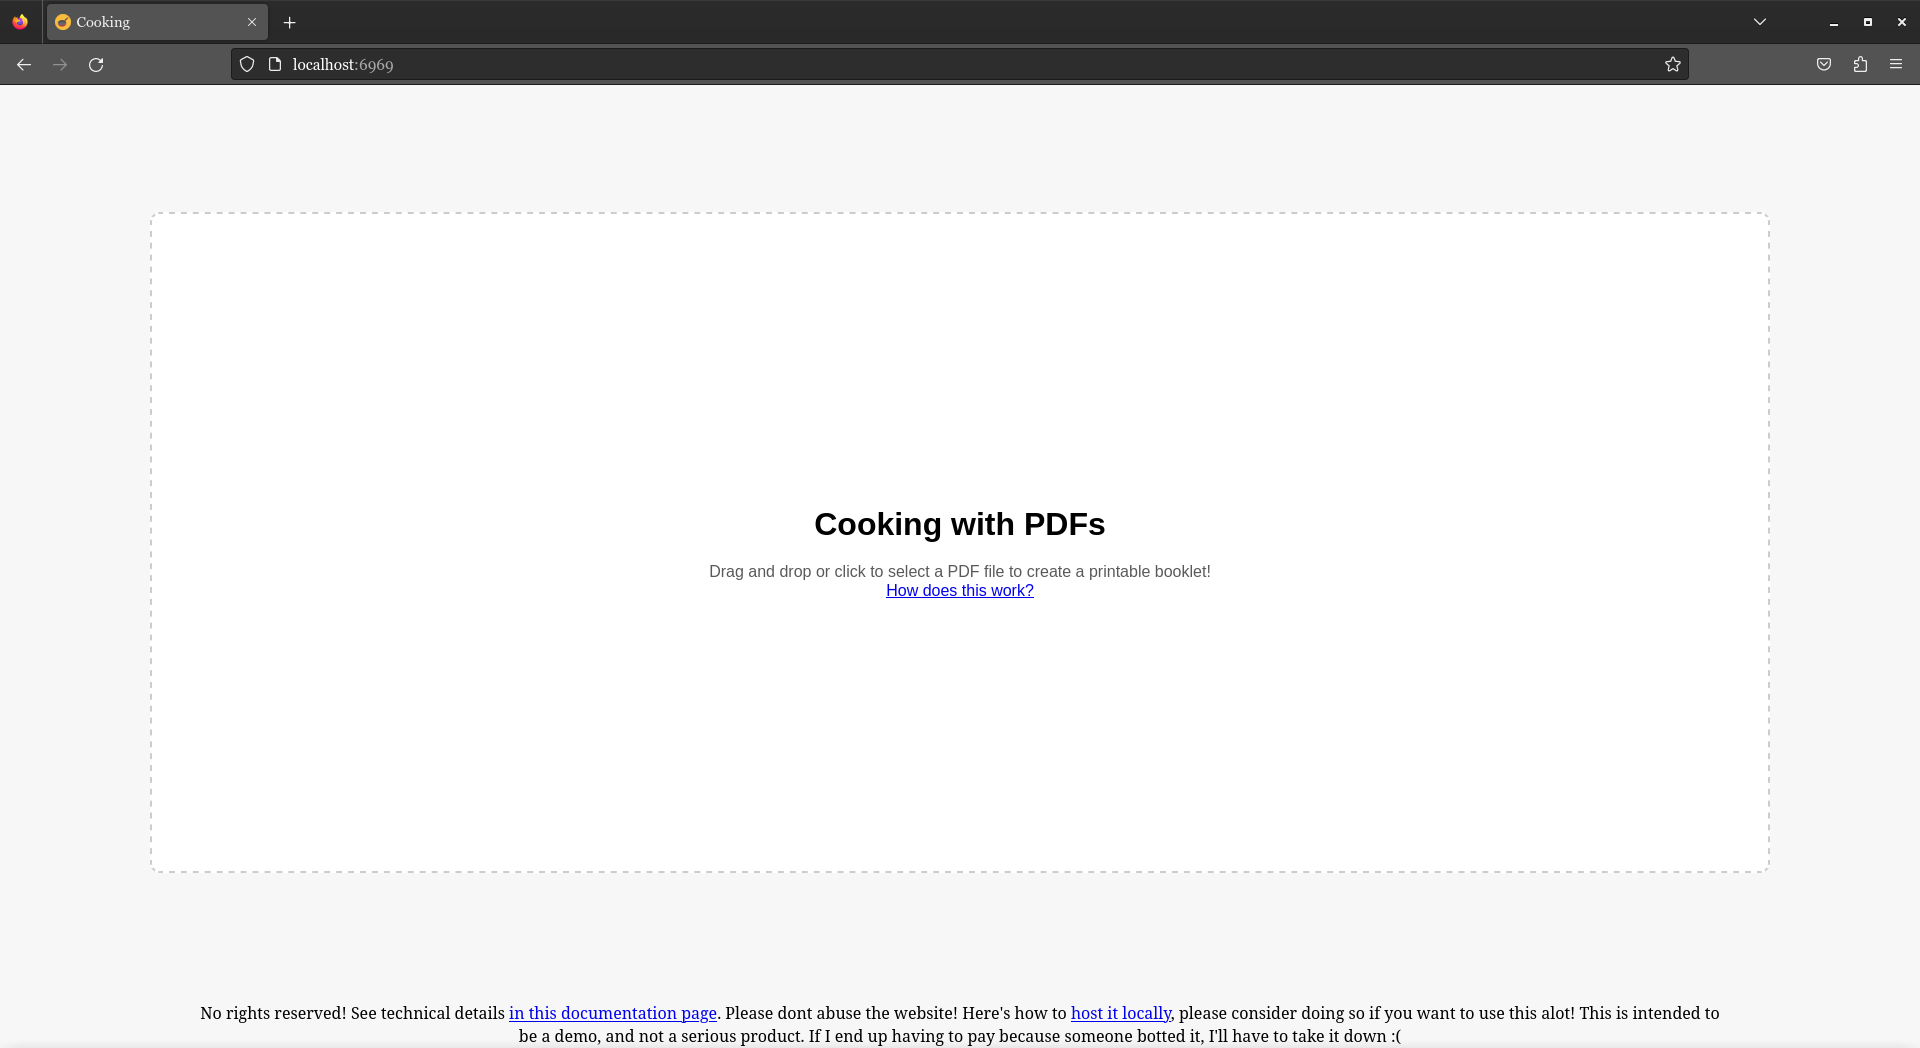 Cooking
localhost:6969
Cooking with PDFs
Drag and drop or click to select a PDF file to create a printable booklet!
How does this work?
No rights reserved! See technical details in this documentation page. Please dont abuse the website! Here's how to host it locally, please consider doing so if you want to use this alot! This is intended to
be a demo, and not a serious product. If I end up having to pay because someone botted it, I'll have to take it down :(